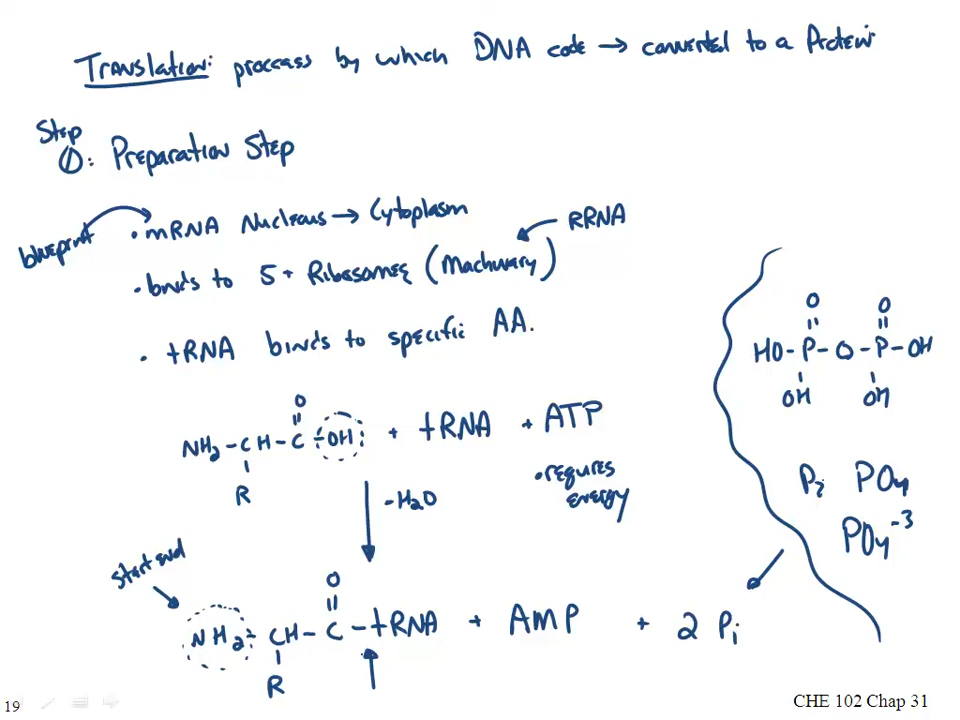 Translation: proccess by which DNA code → converted to a Protein
Step
①: Preparation Step
blueprint
• mRNA Nucleus → Cytoplasm
RRNA
• binds to 5+ Ribosomes (Machinary)
• tRNA binds to specific AA.
O
NH2 - CH - C - OH + tRNA + ATP
R
• requires
energy
- H2O
start end
O
NH2 - CH - C - tRNA + AMP + 2 Pi
R
O O
HO - P - O - P - OH
OH OH
Pi PO4
PO4-3
19
CHE 102 Chap 31